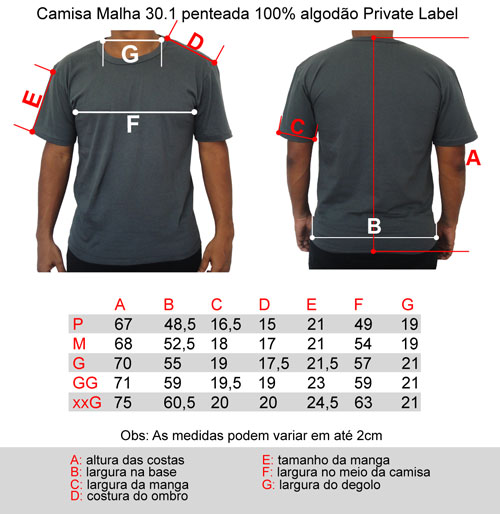 Camisa Malha 30.1 penteada 100% algodão Private Label
G
D
E
F
C
A
B
A B C D E F G
P 67 48,5 16,5 15 21 49 19
M 68 52,5 18 17 21 54 19
G 70 55 19 17,5 21,5 57 21
GG 71 59 19,5 19 23 59 21
xxG 75 60,5 20 20 24,5 63 21
Obs: As medidas podem variar em até 2cm
A: altura das costas
B: largura na base
C: largura da manga
D: costura do ombro
E: tamanho da manga
F: largura no meio da camisa
G: largura do degolo